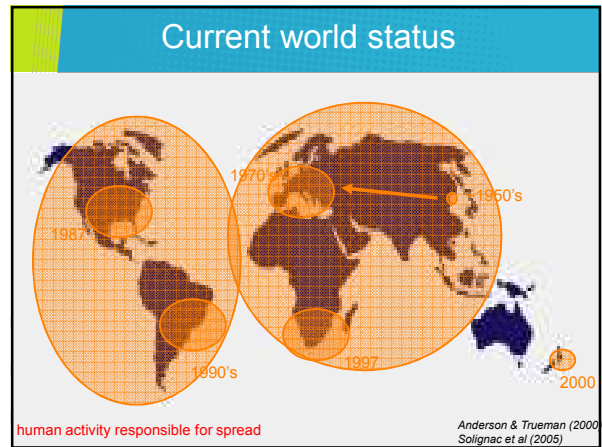 Current world status
1970's
1950's
1987
1990's
1997
2000
human activity responsible for spread
Anderson & Trueman (2000)
Solignac et al (2005)